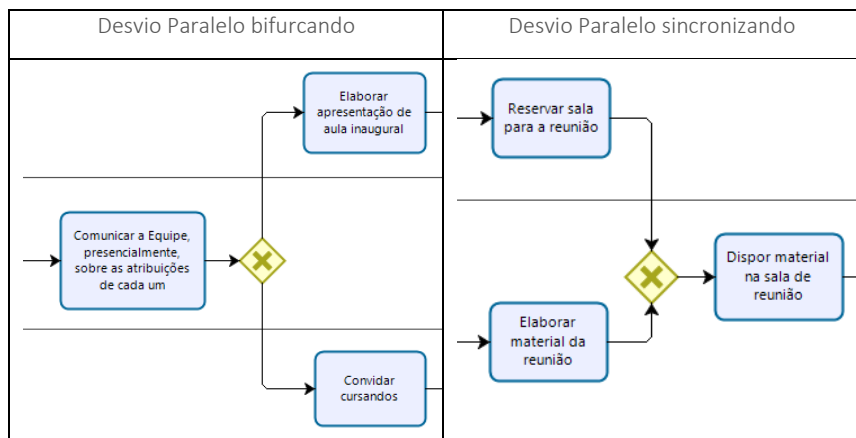 Desvio Paralelo bifurcando
Desvio Paralelo sincronizando
Elaborar
apresentação de
aula inaugural
Comunicar a Equipe,
presencialmente,
sobre as atribuições
de cada um
Convidar
cursandos
Reservar sala
para a reunião
Elaborar
material da
reunião
Dispor material
na sala de
reunião